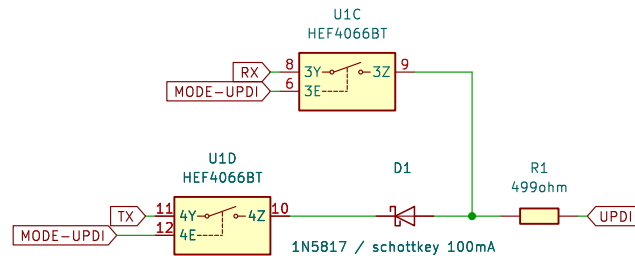 U1C
HEF4066BT
RX 8 3Y 3Z 9
MODE-UPDI 6 3E
U1D
HEF4066BT
D1
R1
499ohm
TX 11 4Y 4Z 10
UPDI
MODE-UPDI 12 4E
1N5817 / schottkey 100mA